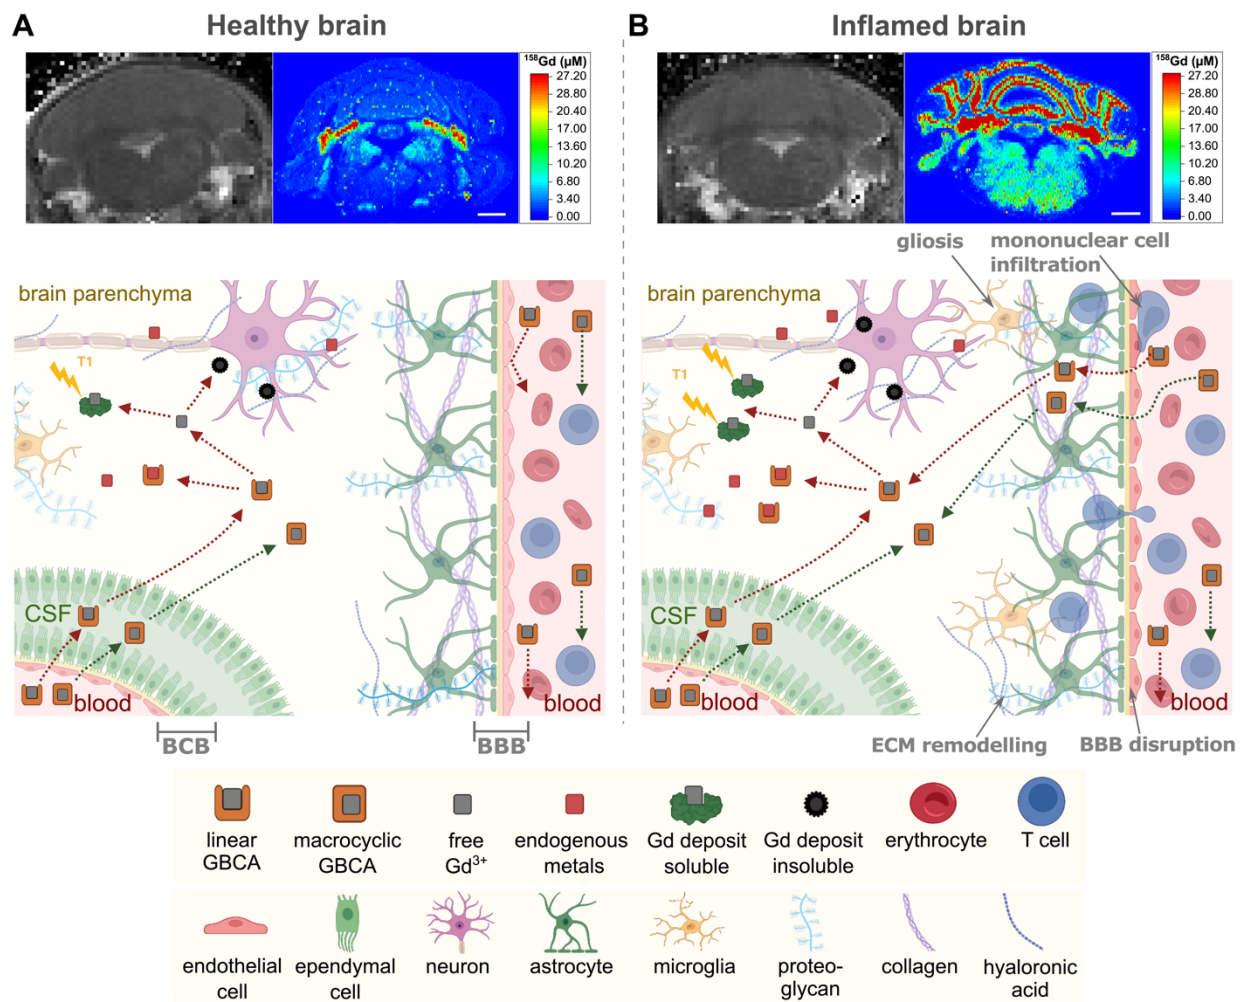 A
Healthy brain
¹⁵⁸Gd (µM)
27.20
28.80
20.40
17.00
13.60
10.20
6.80
3.40
0.00
brain parenchyma
T1
CSF
blood
blood
BCB
BBB
B
Inflamed brain
¹⁵⁸Gd (µM)
27.20
28.80
20.40
17.00
13.60
10.20
6.80
3.40
0.00
gliosis
mononuclear cell
infiltration
brain parenchyma
T1
CSF
blood
blood
ECM remodelling
BBB disruption
linear
GBCA
macrocyclic
GBCA
free
Gd³⁺
endogenous
metals
Gd deposit
soluble
Gd deposit
insoluble
erythrocyte
T cell
endothelial
cell
ependymal
cell
neuron
astrocyte
microglia
proteo-
glycan
collagen
hyaloronic
acid